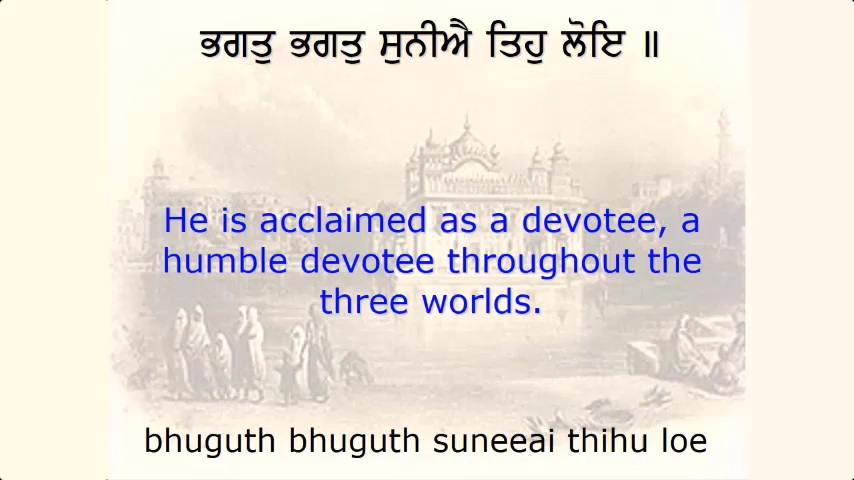 ਭਗਤੁ ਭਗਤੁ ਸੁਨੀਐ ਤਿਹੁ ਲੋਇ ॥
He is acclaimed as a devotee, a
humble devotee throughout the
three worlds.
bhuguth bhuguth suneeai thihu loe